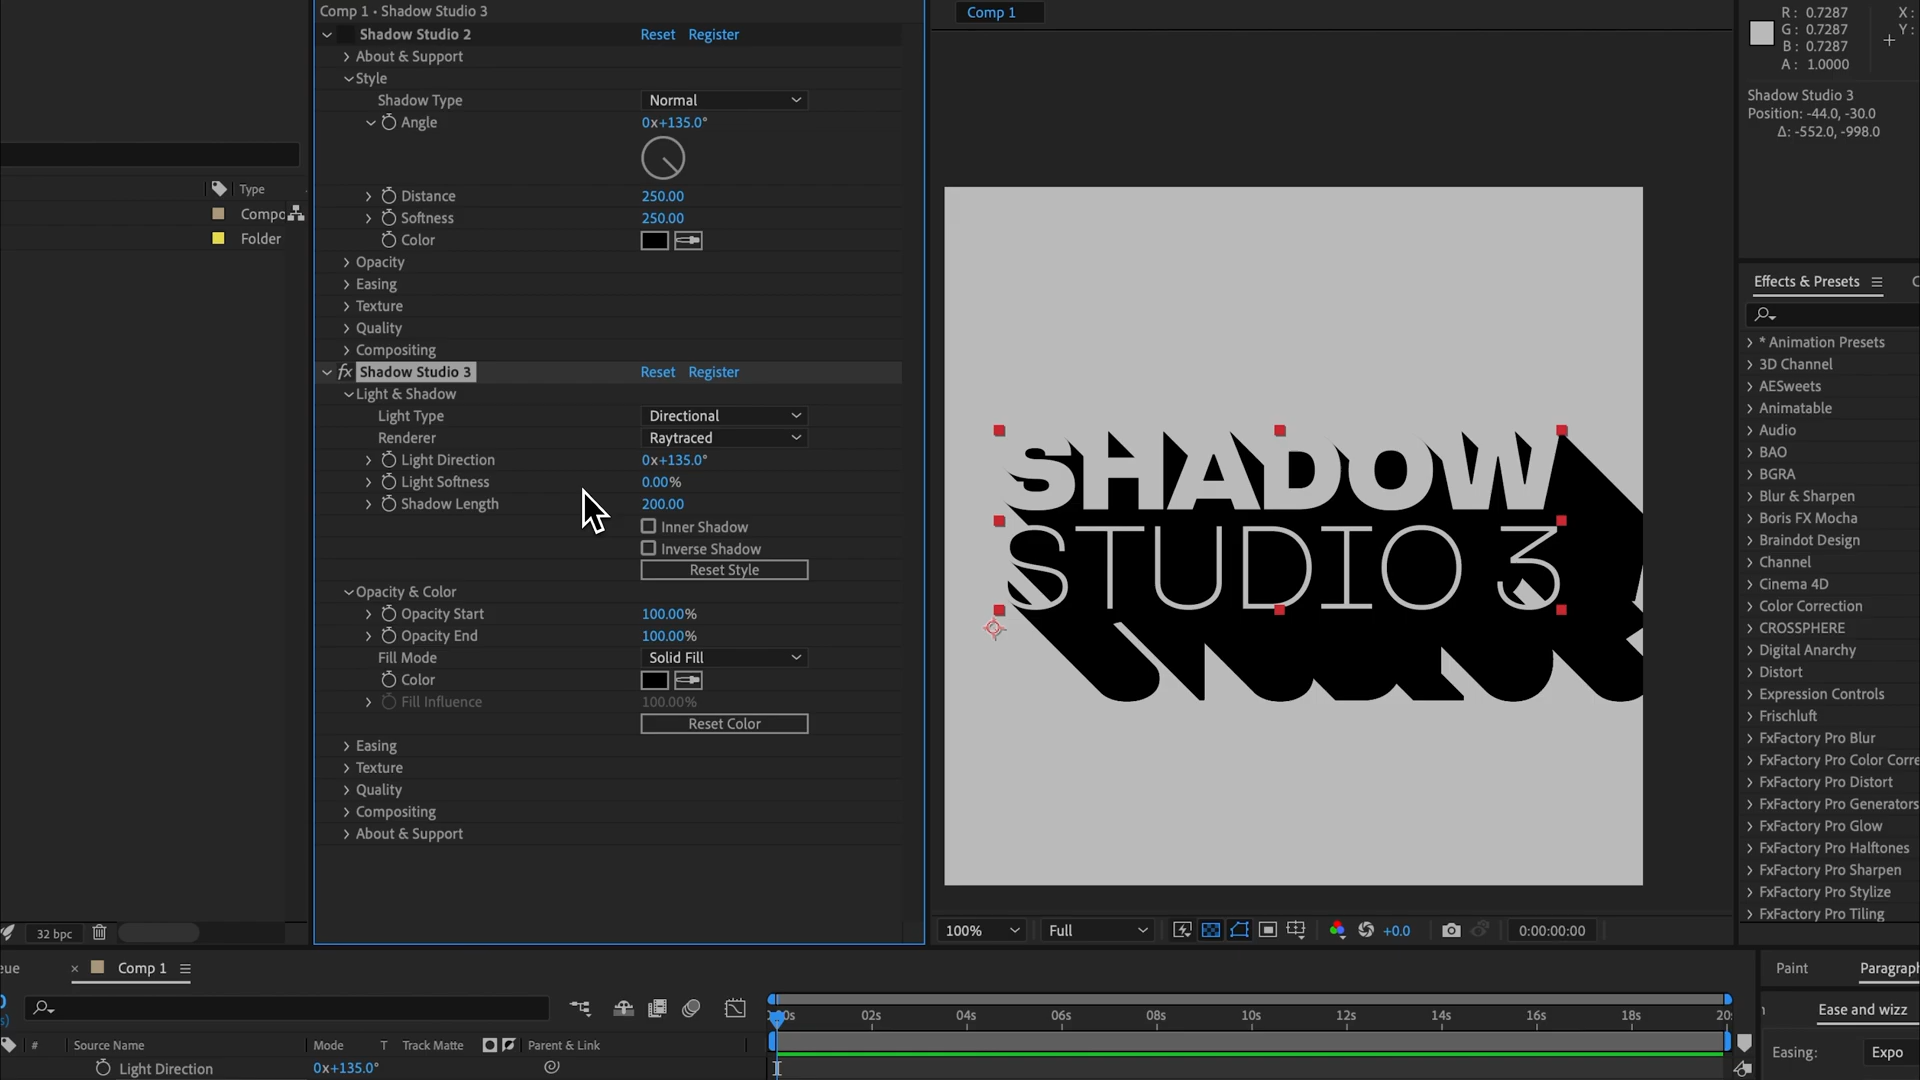 Comp 1 • Shadow Studio 3
Shadow Studio 2 Reset Register
About & Support
Style
Shadow Type Normal
Angle 0x+135.0°
Distance 250.00
Softness 250.00
Color
Opacity
Easing
Texture
Quality
Compositing
fx Shadow Studio 3 Reset Register
Light & Shadow
Light Type Directional
Renderer Raytraced
Light Direction 0x+135.0°
Light Softness 0.00%
Shadow Length 200.00
Inner Shadow
Inverse Shadow
Reset Style
Opacity & Color
Opacity Start 100.00%
Opacity End 100.00%
Fill Mode Solid Fill
Color
Fill Influence 100.00%
Reset Color
Easing
Texture
Quality
Compositing
About & Support
Type
Compo
Folder
32 bpc
Comp 1
SHADOW
STUDIO 3
100% Full +0.0 0:00:00:00
R: 0.7287 X:
G: 0.7287 Y:
B: 0.7287
A: 1.0000
Shadow Studio 3
Position: -44.0, -30.0
Δ: -552.0, -998.0
Effects & Presets
* Animation Presets
3D Channel
AESweets
Animatable
Audio
BAO
BGRA
Blur & Sharpen
Boris FX Mocha
Braindot Design
Channel
Cinema 4D
Color Correction
CROSSPHERE
Digital Anarchy
Distort
Expression Controls
Frischluft
FxFactory Pro Blur
FxFactory Pro Color Corre
FxFactory Pro Distort
FxFactory Pro Generators
FxFactory Pro Glow
FxFactory Pro Halftones
FxFactory Pro Sharpen
FxFactory Pro Stylize
FxFactory Pro Tiling
eue × Comp 1
02s 04s 06s 08s 10s 12s 14s 16s 18s 20
# Source Name Mode T Track Matte Parent & Link
Light Direction 0x+135.0°
Paint Paragraph
Ease and wizz
Easing: Expo